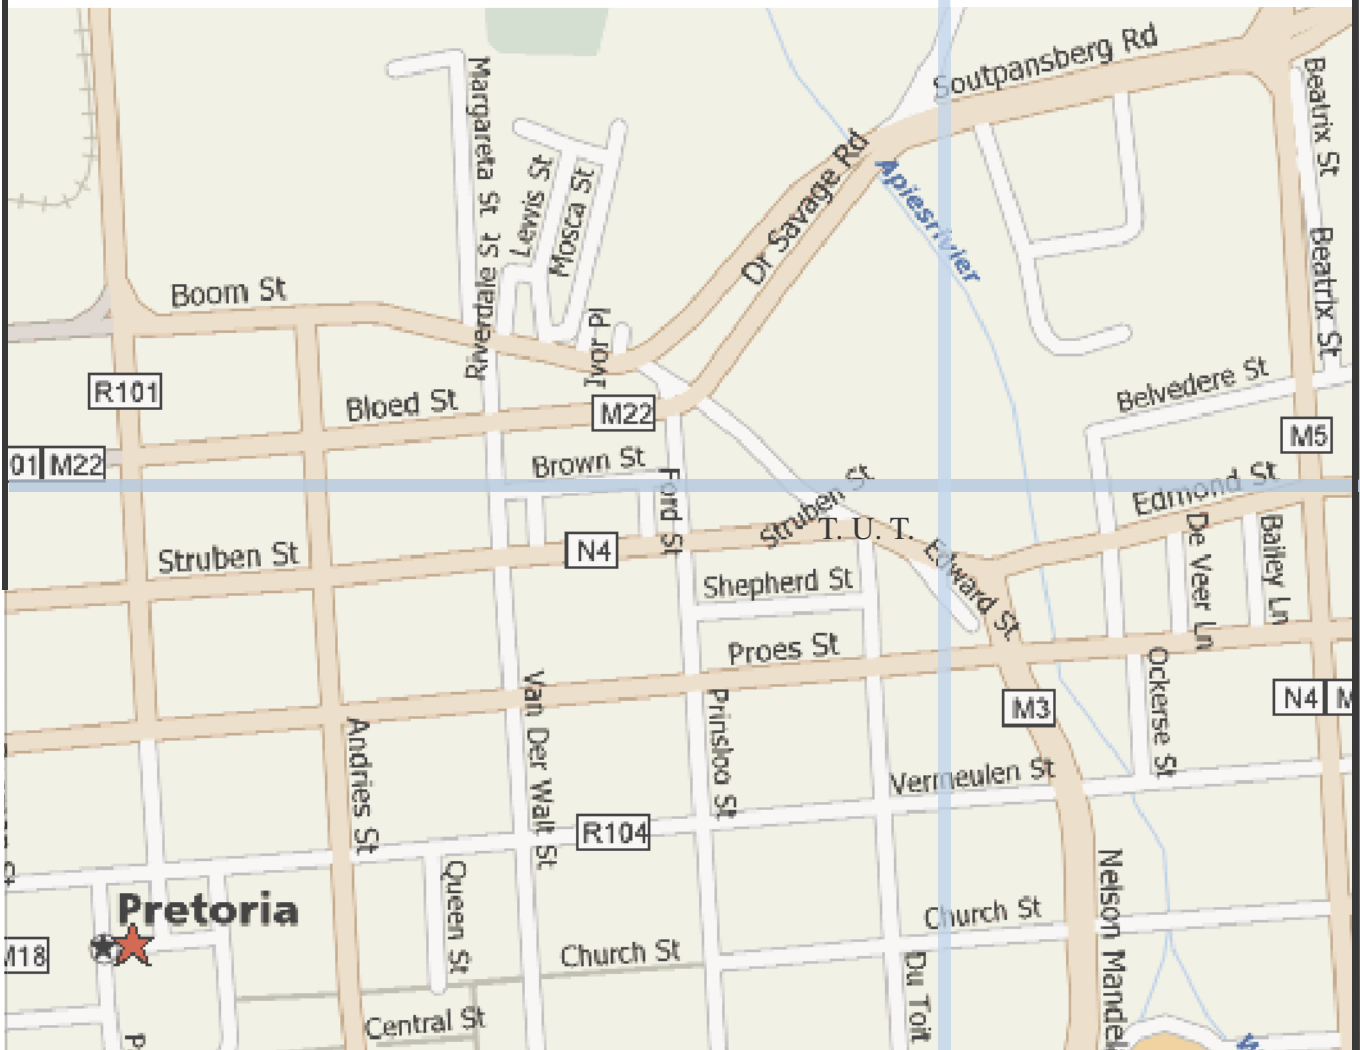 Soutpansberg Rd
Margareta St
Beatrix St
Lewis St
Mosca St
Dr Savage Rd
Apiesrivier
Riverdale St
Beatrix St
Boom St
Ivor Pl
R101
Bloed St
M22
Belvedere St
M5
01 M22
Brown St
Ford St
Struben St
Edmond St
T. U. T.
De Veer Ln
Bailey Ln
Struben St
N4
Edward St
Shepherd St
Proes St
Ockerse St
Van Der Walt St
Prinsloo St
M3
N4 M
Andries St
Vermeulen St
R104
Queen St
Nelson Mandel
Pretoria
Church St
M18
Church St
Du Toit
Central St
P
W